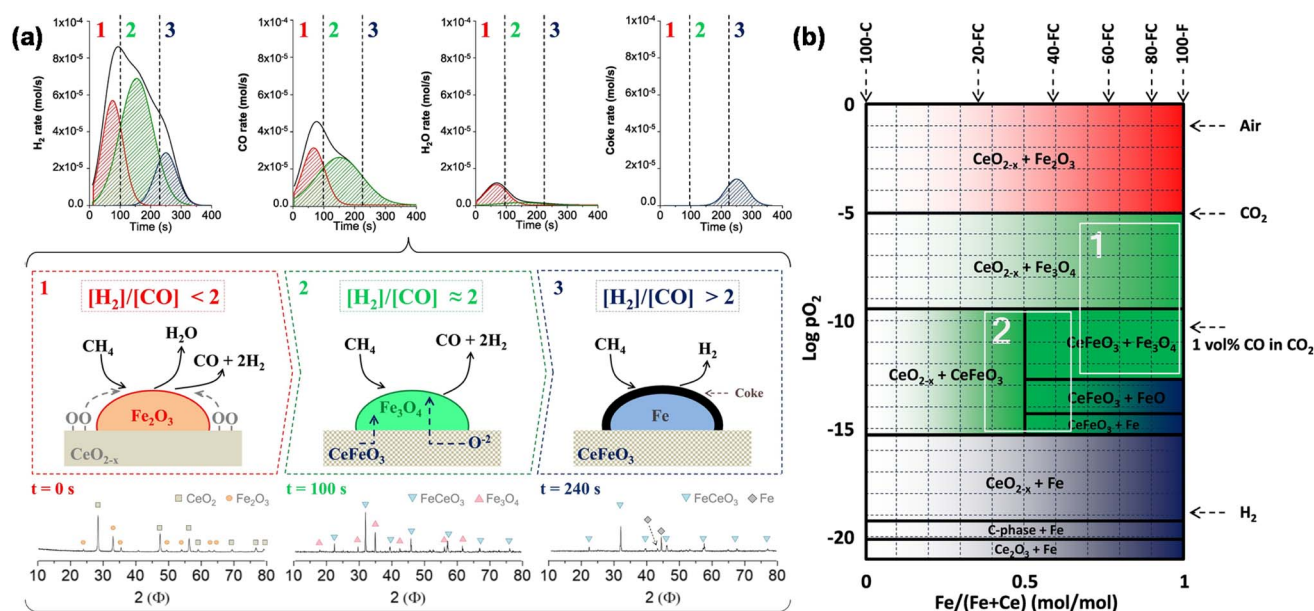 (a)
1 2 3
H2 rate (mol/s)
1x10-4
8x10-5
6x10-5
4x10-5
2x10-5
0.0
0 100 200 300 400
Time (s)
1 2 3
CO rate (mol/s)
1x10-4
8x10-5
6x10-5
4x10-5
2x10-5
0.0
0 100 200 300 400
Time (s)
1 2 3
H2O rate (mol/s)
1x10-4
8x10-5
6x10-5
4x10-5
2x10-5
0.0
0 100 200 300 400
Time (s)
1 2 3
Coke rate (mol/s)
1x10-4
8x10-5
6x10-5
4x10-5
2x10-5
0.0
0 100 200 300 400
Time (s)
1
[H2]/[CO] < 2
CH4
H2O
CO + 2H2
OO
Fe2O3
OO
CeO2-x
2
[H2]/[CO] ≈ 2
CH4
CO + 2H2
Fe3O4
CeFeO3
O-2
3
[H2]/[CO] > 2
CH4
H2
Coke
Fe
CeFeO3
t = 0 s
CeO2 Fe2O3
10 20 30 40 50 60 70 80
2 (Φ)
t = 100 s
FeCeO3 Fe3O4
10 20 30 40 50 60 70 80
2 (Φ)
t = 240 s
FeCeO3 Fe
10 20 30 40 50 60 70 80
2 (Φ)
(b)
100-C
20-FC
40-FC
60-FC
80-FC
100-F
Log pO2
0
-5
-10
-15
-20
CeO2-x + Fe2O3
CeO2-x + Fe3O4
1
2
CeFeO3 + Fe3O4
CeO2-x + CeFeO3
CeFeO3 + FeO
CeFeO3 + Fe
CeO2-x + Fe
C-phase + Fe
Ce2O3 + Fe
Air
CO2
1 vol% CO in CO2
H2
0 0.5 1
Fe/(Fe+Ce) (mol/mol)